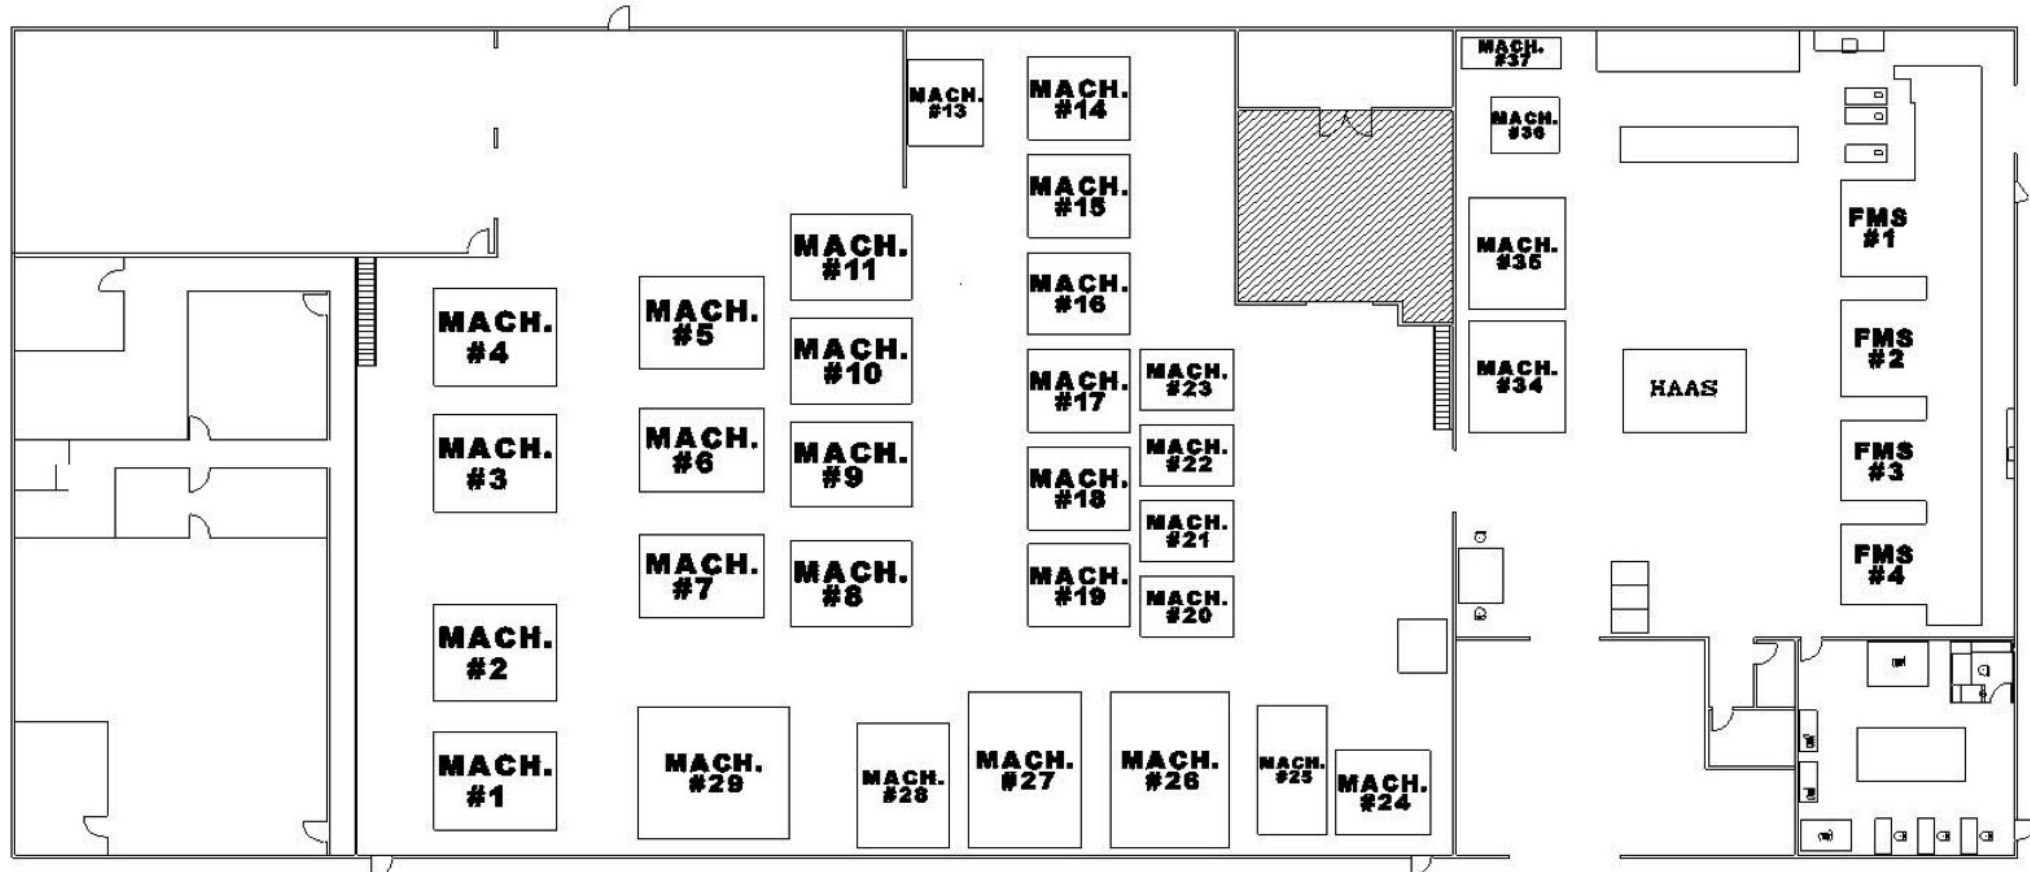 MACH.
#37
MACH.
#13
MACH.
#14
MACH.
#36
MACH.
#15
FMS
#1
MACH.
#11
MACH.
#35
MACH.
#16
MACH.
#4
MACH.
#5
MACH.
#10
FMS
#2
MACH.
#17
MACH.
#23
MACH.
#34
HAAS
MACH.
#3
MACH.
#6
MACH.
#9
MACH.
#22
FMS
#3
MACH.
#18
MACH.
#21
MACH.
#7
MACH.
#8
MACH.
#19
MACH.
#20
FMS
#4
MACH.
#2
MACH.
#1
MACH.
#29
MACH.
#28
MACH.
#27
MACH.
#26
MACH.
#25
MACH.
#24